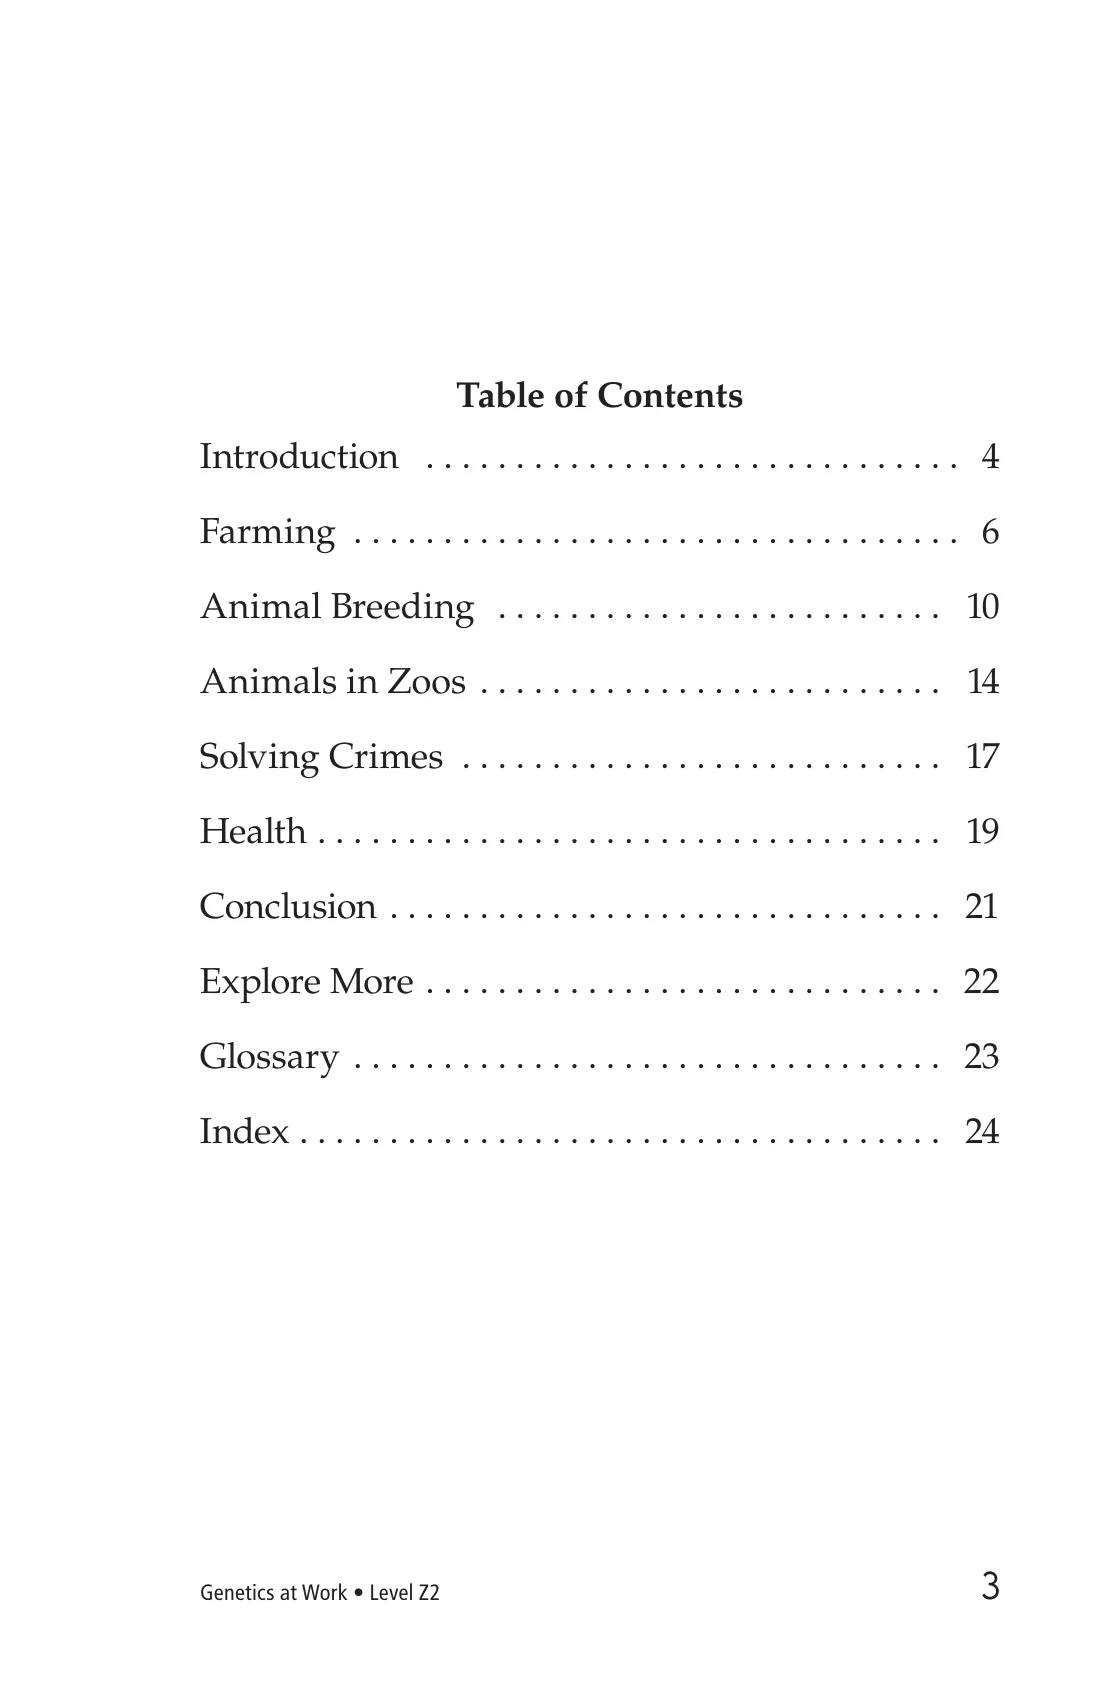 Table of Contents
Introduction . . . . . . . . . . . . . . . . . . . . . . . . . . . . . . 4
Farming . . . . . . . . . . . . . . . . . . . . . . . . . . . . . . . . . . 6
Animal Breeding . . . . . . . . . . . . . . . . . . . . . . . . . 10
Animals in Zoos . . . . . . . . . . . . . . . . . . . . . . . . . . 14
Solving Crimes . . . . . . . . . . . . . . . . . . . . . . . . . . . 17
Health . . . . . . . . . . . . . . . . . . . . . . . . . . . . . . . . . . . 19
Conclusion . . . . . . . . . . . . . . . . . . . . . . . . . . . . . . . 21
Explore More . . . . . . . . . . . . . . . . . . . . . . . . . . . . . 22
Glossary . . . . . . . . . . . . . . . . . . . . . . . . . . . . . . . . . 23
Index . . . . . . . . . . . . . . . . . . . . . . . . . . . . . . . . . . . . 24
Genetics at Work • Level Z2 3